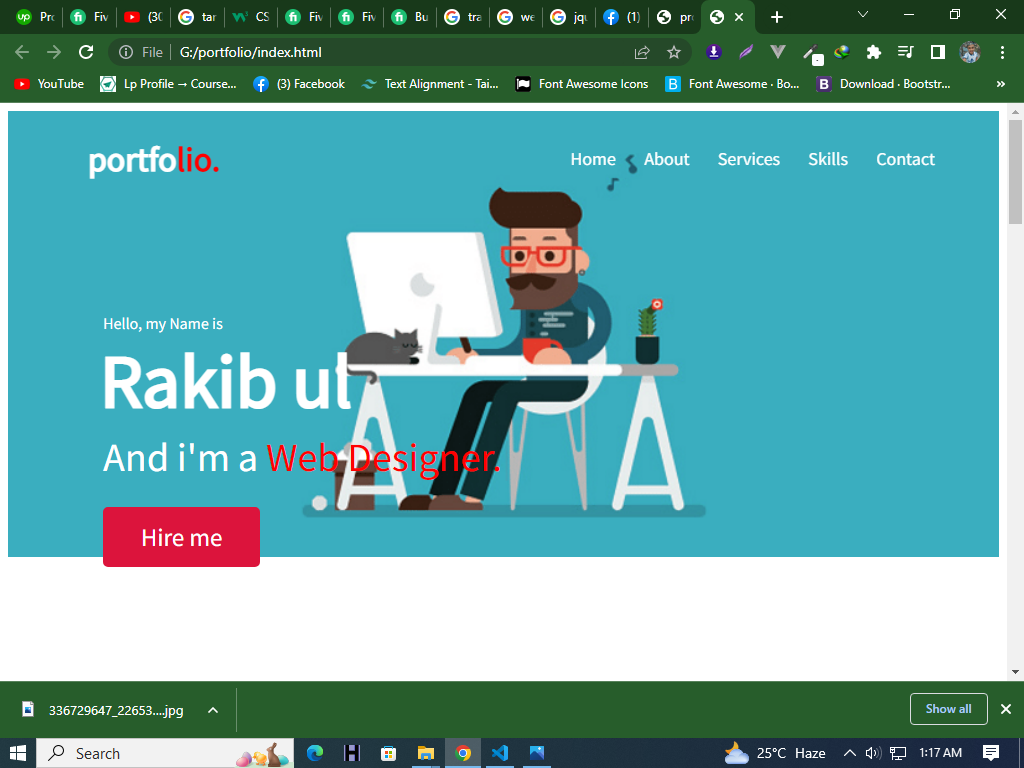 Pro
Fiv
(30
tar
CS
Fiv
Fiv
Bu
tra
we
jqu
(1)
pro
File
G:/portfolio/index.html
YouTube
Lp Profile → Course...
(3) Facebook
Text Alignment - Tai...
Font Awesome Icons
Font Awesome · Bo...
Download · Bootstr...
»
portfolio.
Home
About
Services
Skills
Contact
Hello, my Name is
Rakib ul
And i'm a Web Designer.
Hire me
336729647_22653....jpg
Show all
Search
25°C Haze
1:17 AM